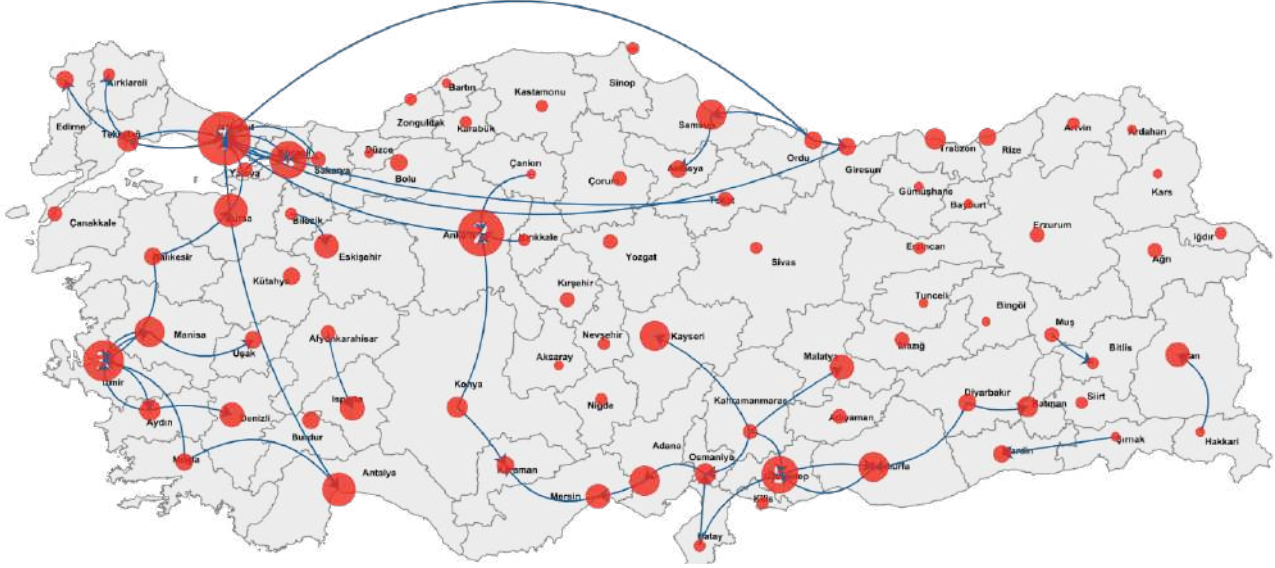 Kırklareli
Bartın
Kastamonu
Sinop
Edirne
Zonguldak
Karabük
Samsun
Artvin
Ardahan
Ordu
Trabzon
Rize
Düzce
Sakarya
Yalova
Bolu
Çankırı
Çorum
Amasya
Giresun
Gümüşhane
Bayburt
Kars
Tokat
Çanakkale
Bursa
Bilecik
Ankara
Kırıkkale
Erzurum
Iğdır
Balıkesir
Eskişehir
Yozgat
Sivas
Erzincan
Ağrı
Kütahya
Kırşehir
Tunceli
Bingöl
Manisa
Uşak
Afyonkarahisar
Nevşehir
Kayseri
Muş
Bitlis
Van
Aksaray
Malatya
Elazığ
İzmir
Konya
Diyarbakır
Siirt
Isparta
Niğde
Kahramanmaraş
Batman
Aydın
Denizli
Burdur
Adıyaman
Şırnak
Hakkari
Adana
Osmaniye
Mardin
Muğla
Antalya
Karaman
Mersin
Kilis
Hatay